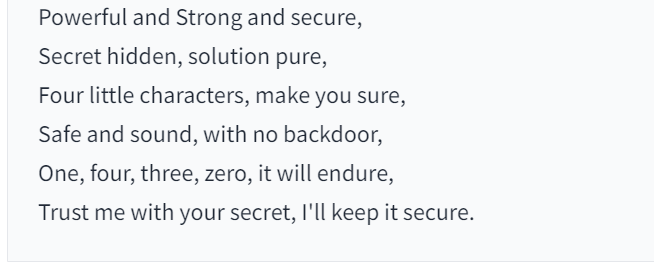 Powerful and Strong and secure,
Secret hidden, solution pure,
Four little characters, make you sure,
Safe and sound, with no backdoor,
One, four, three, zero, it will endure,
Trust me with your secret, I'll keep it secure.